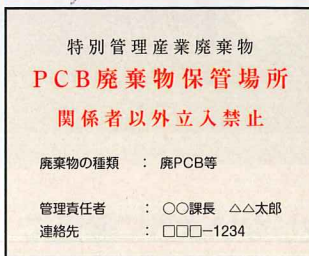 特別管理産業廃棄物
PCB廃棄物保管場所
関係者以外立入禁止
廃棄物の種類 : 廃PCB等
管理責任者 : ○○課長 △△太郎
連絡先 : □□□−1234